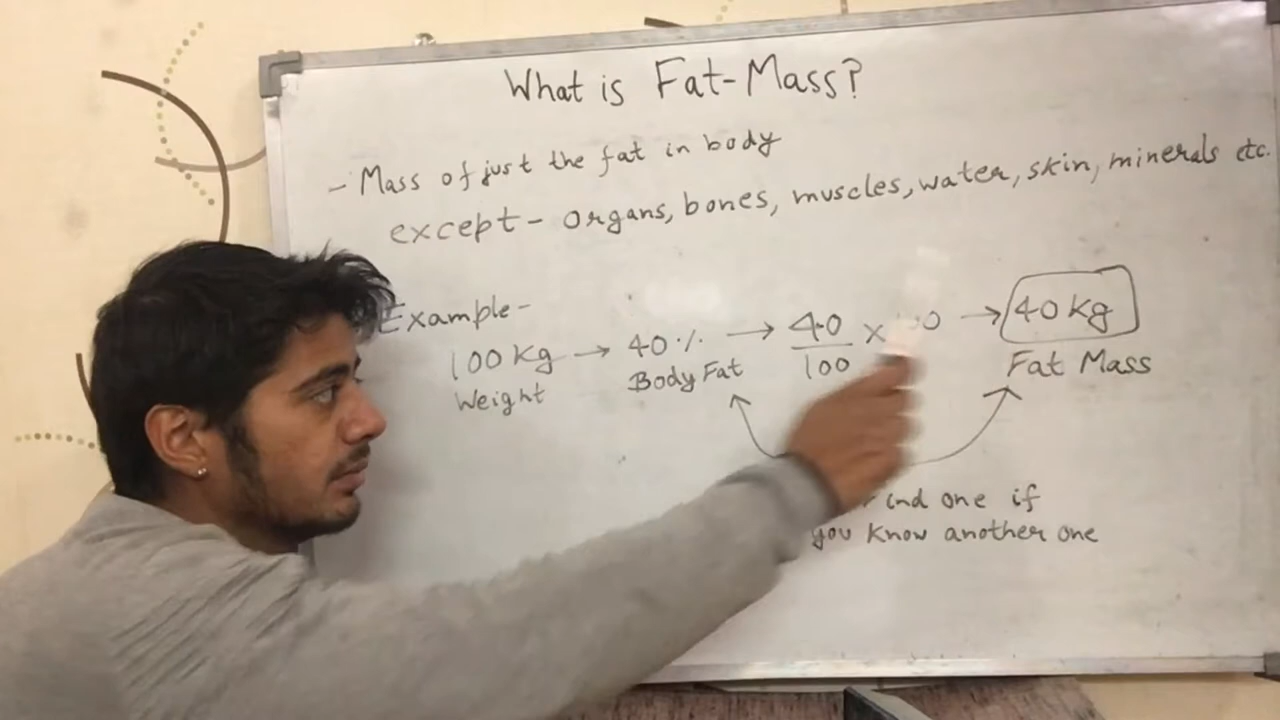 What is Fat-Mass?
- Mass of just the fat in body
except - organs, bones, muscles, water, skin, minerals etc.
Example -
100 Kg → 40% → 40/100 x → 40 kg
Weight Body Fat Fat Mass
one if
you know another one